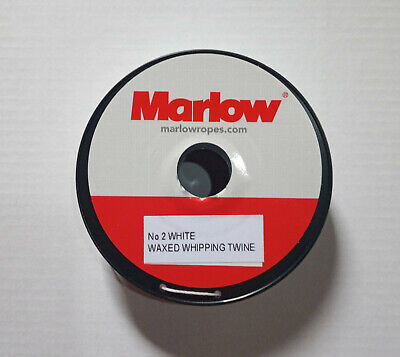 Marlow®
marlowropes.com
No 2 WHITE
WAXED WHIPPING TWINE